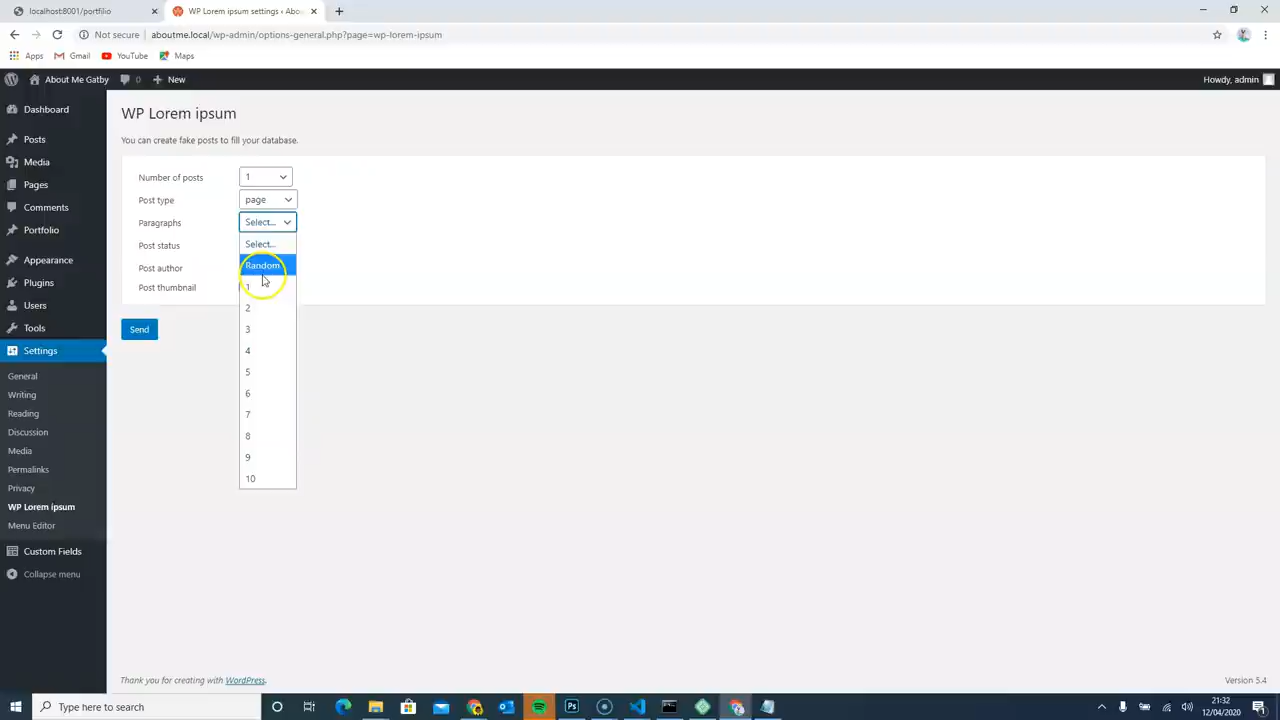 localhost:8001/portfilio
WP Lorem ipsum settings ‹ Abou
Not secure
aboutme.local/wp-admin/options-general.php?page=wp-lorem-ipsum
Apps
Gmail
YouTube
Maps
About Me Gatby
0
New
Howdy, admin
Dashboard
Posts
Media
Pages
Comments
Portfolio
Appearance
Plugins
Users
Tools
Settings
General
Writing
Reading
Discussion
Media
Permalinks
Privacy
WP Lorem ipsum
Menu Editor
Custom Fields
Collapse menu
WP Lorem ipsum
You can create fake posts to fill your database.
Number of posts
1
Post type
page
Paragraphs
Select...
Post status
Post author
Post thumbnail
Select...
Random
1
2
3
4
5
6
7
8
9
10
Send
Thank you for creating with WordPress.
Version 5.4
Type here to search
21:32
12/04/2020